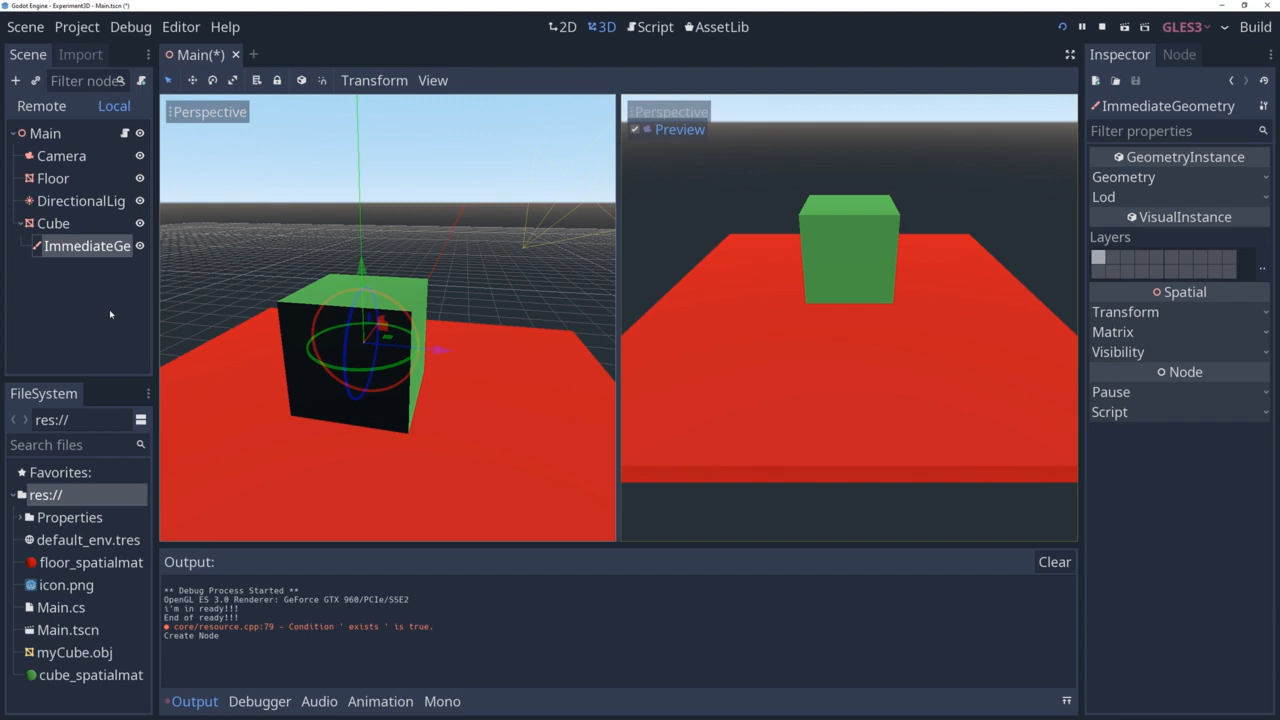 Godot Engine - Experiment3D - Main.tscn (*)
Scene Project Debug Editor Help
2D 3D Script AssetLib
GLES3 Build
Scene Import
Filter nodes
Remote Local
Main
Camera
Floor
DirectionalLig
Cube
ImmediateGe
FileSystem
res://
Search files
Favorites:
res://
Properties
default_env.tres
floor_spatialmat
icon.png
Main.cs
Main.tscn
myCube.obj
cube_spatialmat
Main(*)
Transform View
Perspective
Perspective
Preview
Output:
Clear
** Debug Process Started **
OpenGL ES 3.0 Renderer: GeForce GTX 960/PCIe/SSE2
i'm in ready!!!
End of ready!!!
core/resource.cpp:79 - Condition ' exists ' is true.
Create Node
Output Debugger Audio Animation Mono
Inspector Node
ImmediateGeometry
Filter properties
GeometryInstance
Geometry
Lod
VisualInstance
Layers
..
Spatial
Transform
Matrix
Visibility
Node
Pause
Script